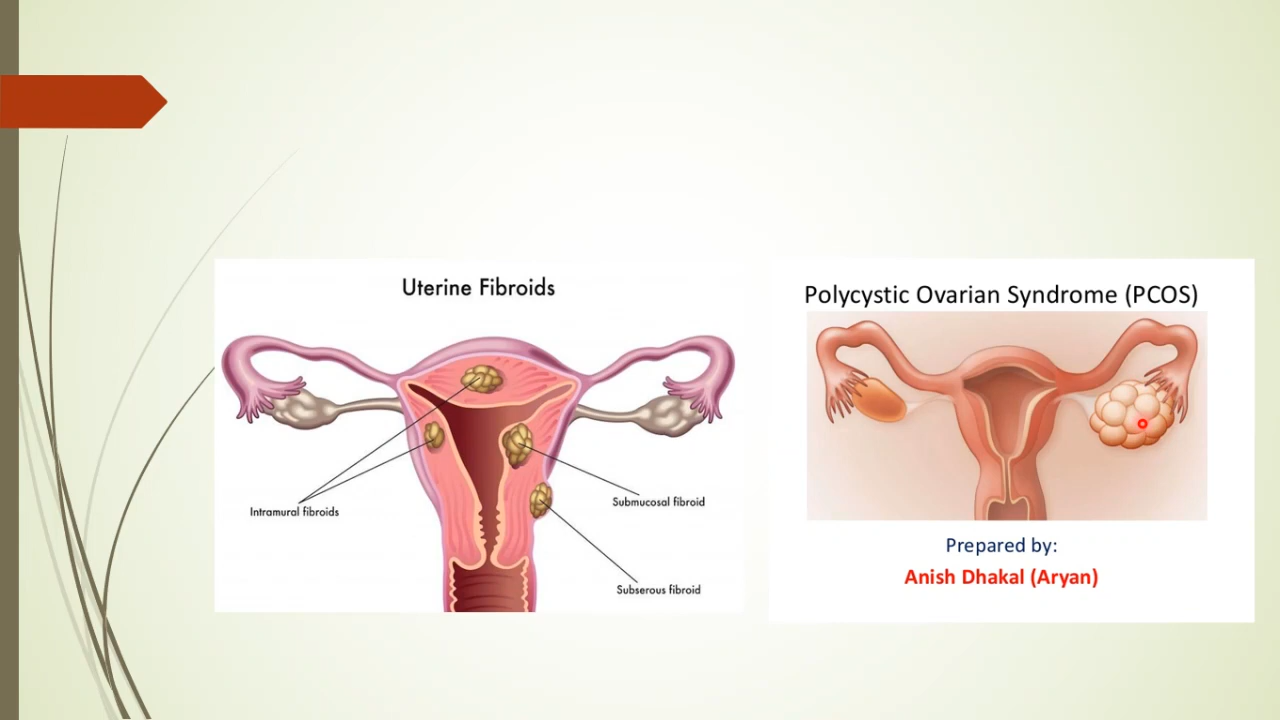 Uterine Fibroids
Intramural fibroids
Submucosal fibroid
Subserous fibroid
Polycystic Ovarian Syndrome (PCOS)
Prepared by:
Anish Dhakal (Aryan)